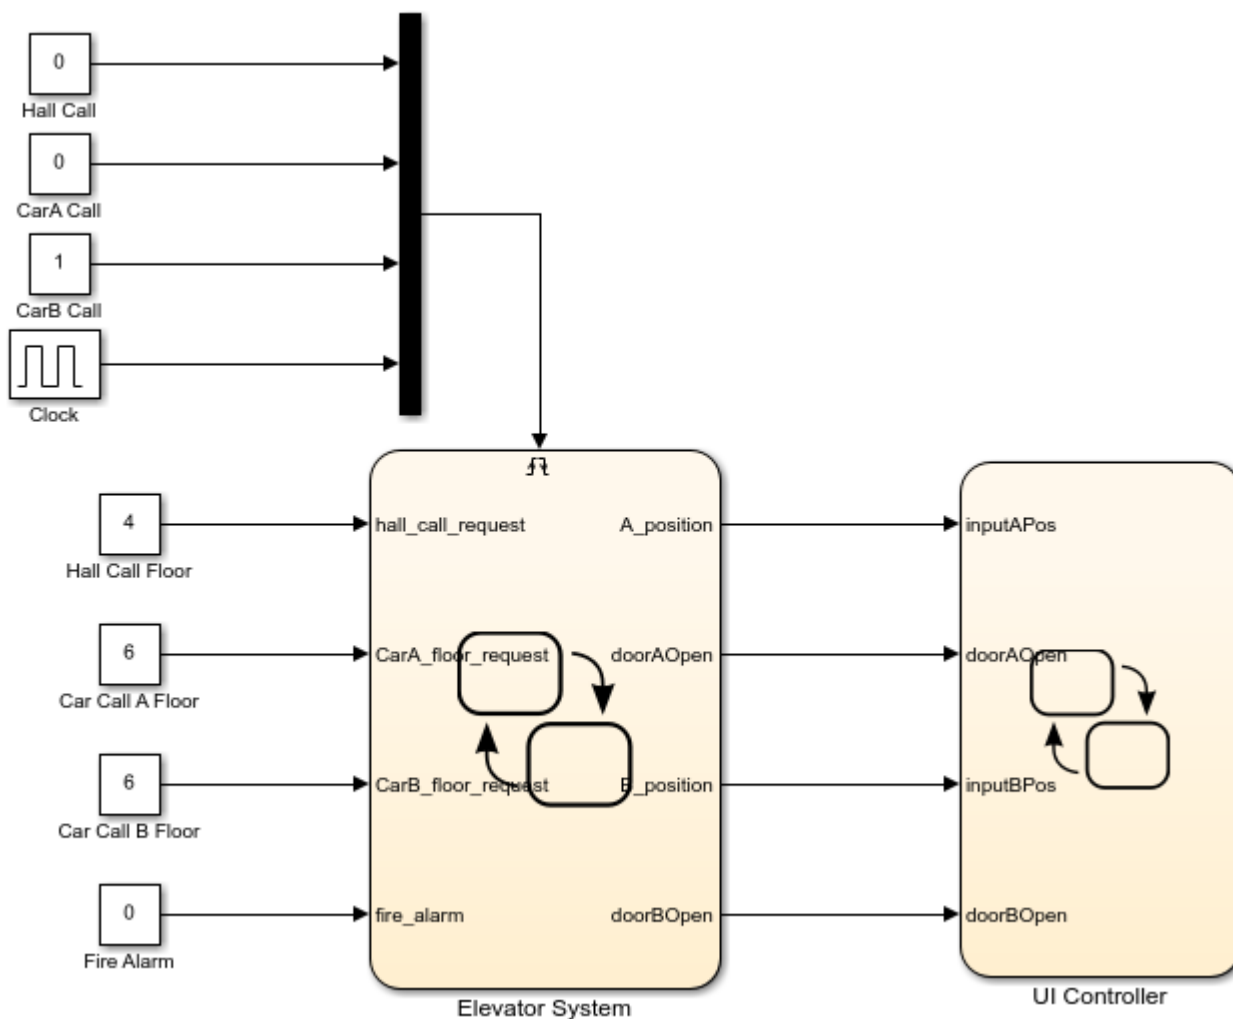 0
Hall Call
0
CarA Call
1
CarB Call
Clock
4
Hall Call Floor
6
Car Call A Floor
6
Car Call B Floor
0
Fire Alarm
hall_call_request
A_position
CarA_floor_request
doorAOpen
CarB_floor_request
B_position
fire_alarm
doorBOpen
Elevator System
inputAPos
doorAOpen
inputBPos
doorBOpen
UI Controller